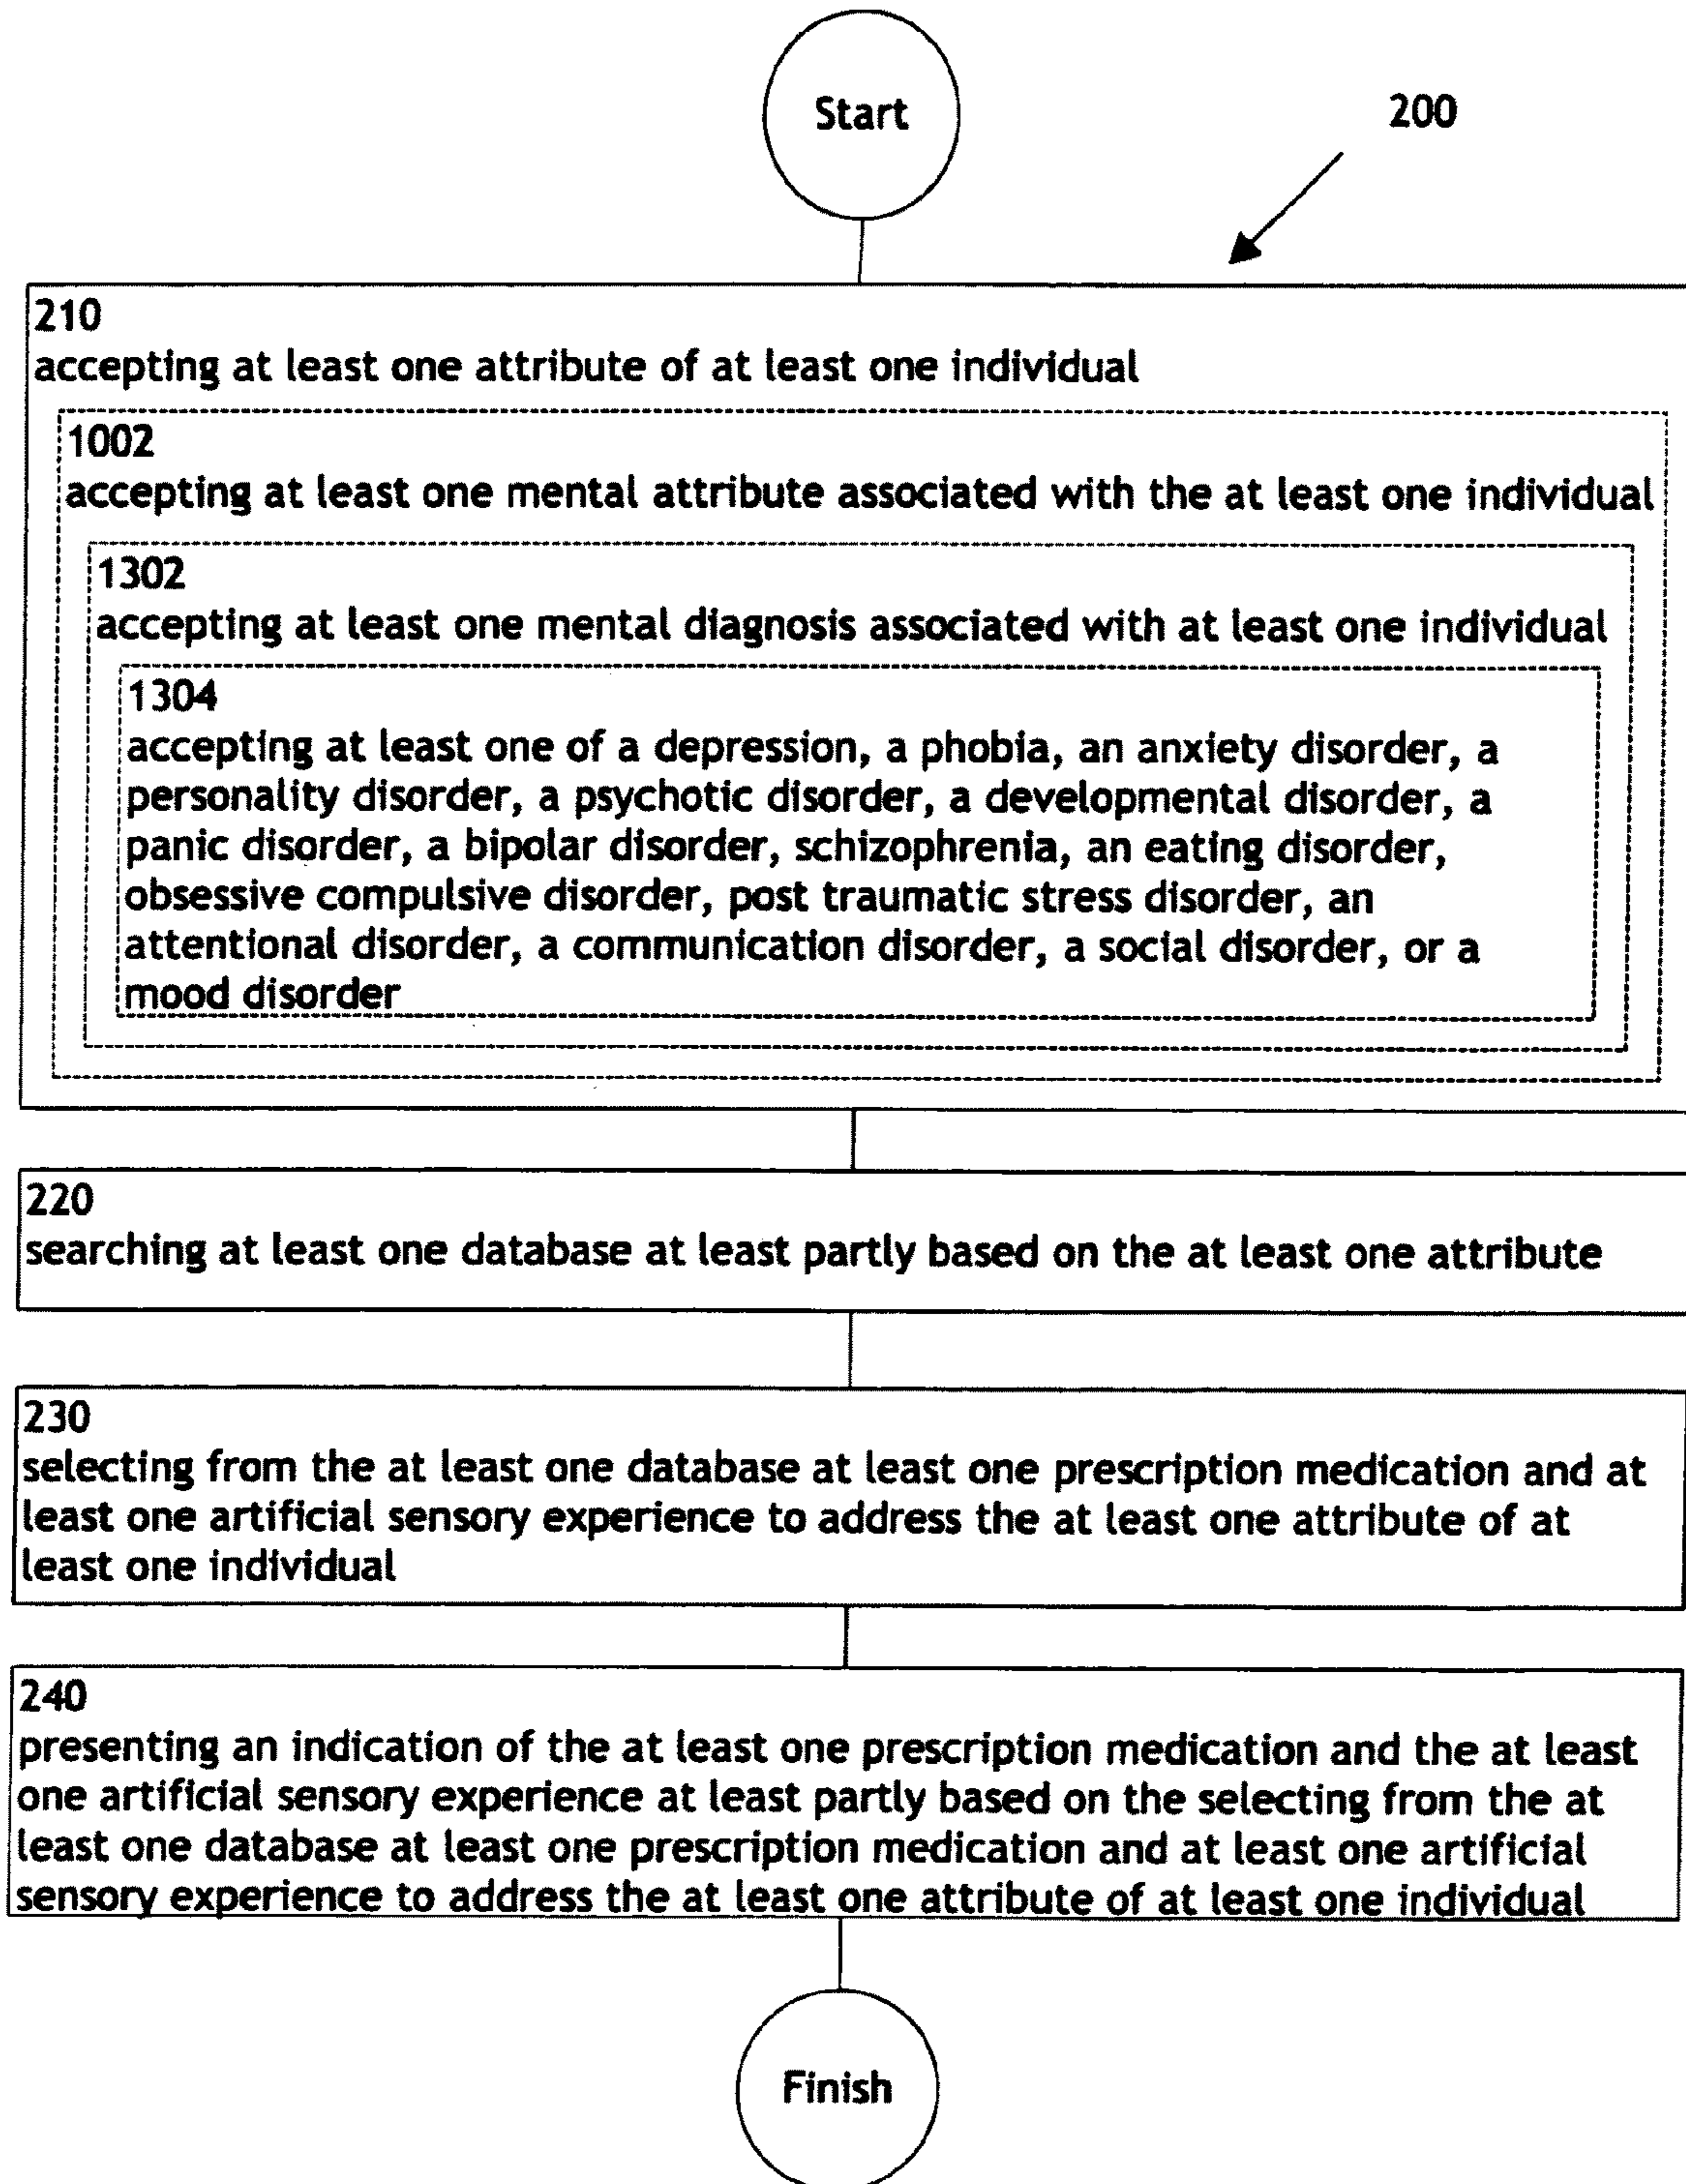 Start
200
210
accepting at least one attribute of at least one individual
1002
accepting at least one mental attribute associated with the at least one individual
1302
accepting at least one mental diagnosis associated with at least one individual
1304
accepting at least one of a depression, a phobia, an anxiety disorder, a
personality disorder, a psychotic disorder, a developmental disorder, a
panic disorder, a bipolar disorder, schizophrenia, an eating disorder,
obsessive compulsive disorder, post traumatic stress disorder, an
attentional disorder, a communication disorder, a social disorder, or a
mood disorder
220
searching at least one database at least partly based on the at least one attribute
230
selecting from the at least one database at least one prescription medication and at
least one artificial sensory experience to address the at least one attribute of at
least one individual
240
presenting an indication of the at least one prescription medication and the at least
one artificial sensory experience at least partly based on the selecting from the at
least one database at least one prescription medication and at least one artificial
sensory experience to address the at least one attribute of at least one individual
Finish